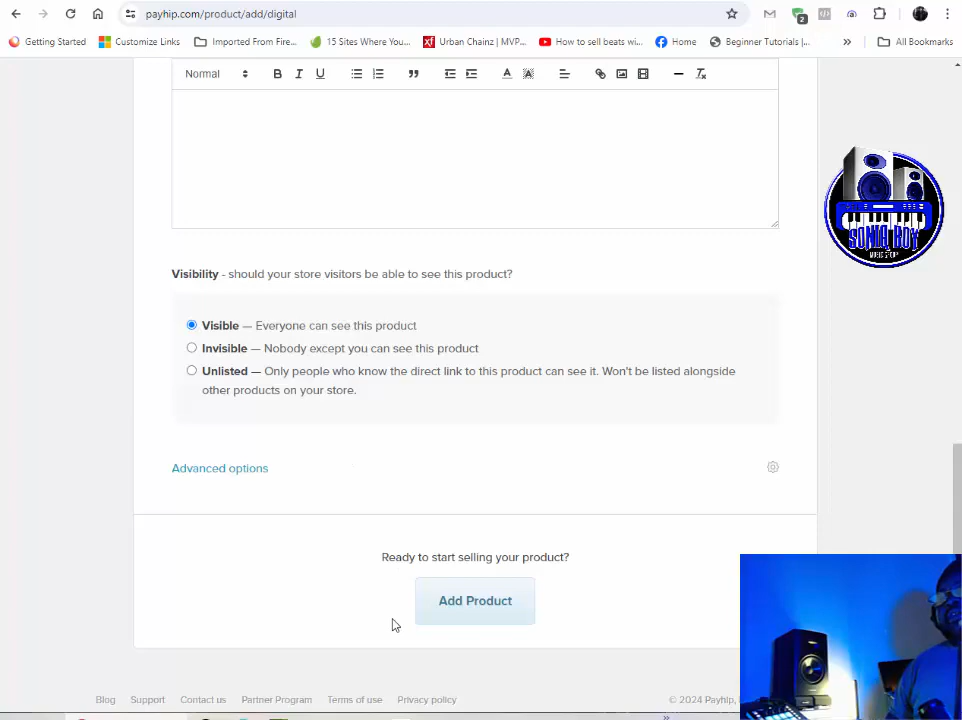 payhip.com/product/add/digital
2
Getting Started
Customize Links
Imported From Fire...
15 Sites Where You...
Urban Chainz | MVP...
How to sell beats wi...
Home
Beginner Tutorials |...
»
All Bookmarks
Normal
B I U
SONIQ BOY
MUSIC SHOP
Visibility - should your store visitors be able to see this product?
Visible — Everyone can see this product
Invisible — Nobody except you can see this product
Unlisted — Only people who know the direct link to this product can see it. Won't be listed alongside
other products on your store.
Advanced options
Ready to start selling your product?
Add Product
Blog
Support
Contact us
Partner Program
Terms of use
Privacy policy
© 2024 Payhip,